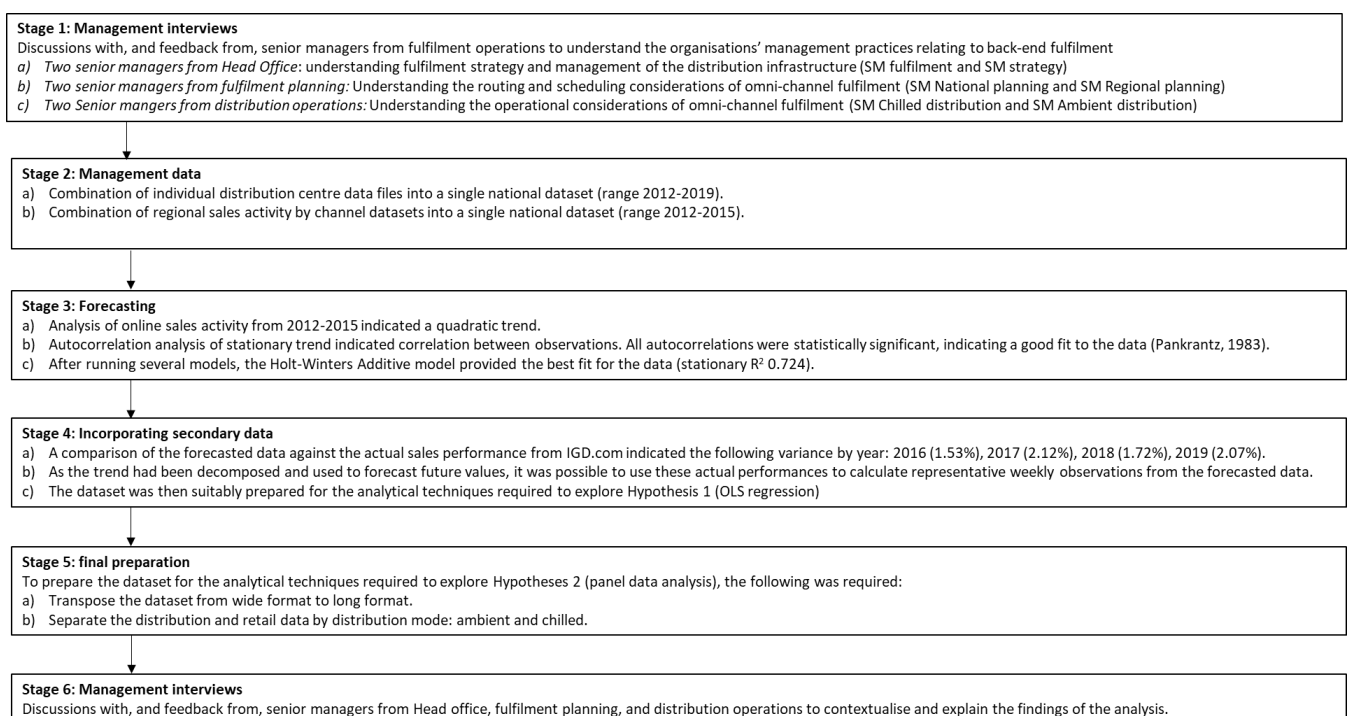 Stage 1: Management interviews
Discussions with, and feedback from, senior managers from fulfilment operations to understand the organisations' management practices relating to back-end fulfilment
a) Two senior managers from Head Office: understanding fulfilment strategy and management of the distribution infrastructure (SM fulfilment and SM strategy)
b) Two senior managers from fulfilment planning: Understanding the routing and scheduling considerations of omni-channel fulfilment (SM National planning and SM Regional planning)
c) Two Senior mangers from distribution operations: Understanding the operational considerations of omni-channel fulfilment (SM Chilled distribution and SM Ambient distribution)
Stage 2: Management data
a) Combination of individual distribution centre data files into a single national dataset (range 2012-2019).
b) Combination of regional sales activity by channel datasets into a single national dataset (range 2012-2015).
Stage 3: Forecasting
a) Analysis of online sales activity from 2012-2015 indicated a quadratic trend.
b) Autocorrelation analysis of stationary trend indicated correlation between observations. All autocorrelations were statistically significant, indicating a good fit to the data (Pankrantz, 1983).
c) After running several models, the Holt-Winters Additive model provided the best fit for the data (stationary R² 0.724).
Stage 4: Incorporating secondary data
a) A comparison of the forecasted data against the actual sales performance from IGD.com indicated the following variance by year: 2016 (1.53%), 2017 (2.12%), 2018 (1.72%), 2019 (2.07%).
b) As the trend had been decomposed and used to forecast future values, it was possible to use these actual performances to calculate representative weekly observations from the forecasted data.
c) The dataset was then suitably prepared for the analytical techniques required to explore Hypothesis 1 (OLS regression)
Stage 5: final preparation
To prepare the dataset for the analytical techniques required to explore Hypotheses 2 (panel data analysis), the following was required:
a) Transpose the dataset from wide format to long format.
b) Separate the distribution and retail data by distribution mode: ambient and chilled.
Stage 6: Management interviews
Discussions with, and feedback from, senior managers from Head office, fulfilment planning, and distribution operations to contextualise and explain the findings of the analysis.